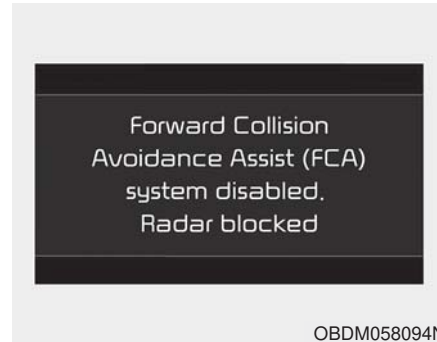 Forward Collision
Avoidance Assist (FCA)
system disabled.
Radar blocked
OBDM058094N